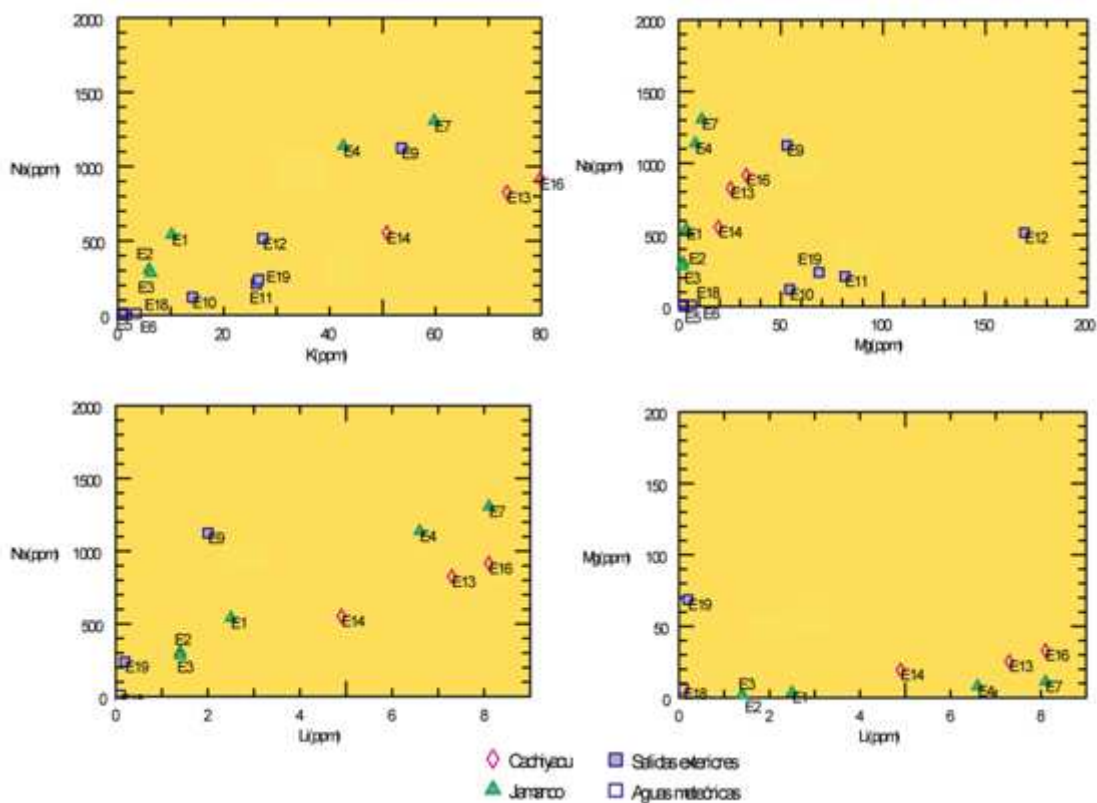 2000
1500
1000
500
0
Na(ppm)
E7
E4
E9
E16
E13
E1
E12
E14
E2
E19
E3
E18
E10
E11
E5
E6
0
20
40
60
80
K(ppm)
2000
1500
1000
500
0
Na(ppm)
E7
E4
E9
E16
E13
E1
E14
E12
E2
E19
E3
E11
E18
E10
E5
E6
0
50
100
150
200
Mg(ppm)
2000
1500
1000
500
0
Na(ppm)
E7
E4
E9
E16
E13
E1
E14
E2
E19
E3
0
2
4
6
8
Li(ppm)
200
150
100
50
0
Mg(ppm)
E19
E16
E13
E14
E3
E18
E4
E7
E2
E1
0
2
4
6
8
Li(ppm)
Cachiyacu
Salidas exteriores
Jamanco
Aguas meteóricas